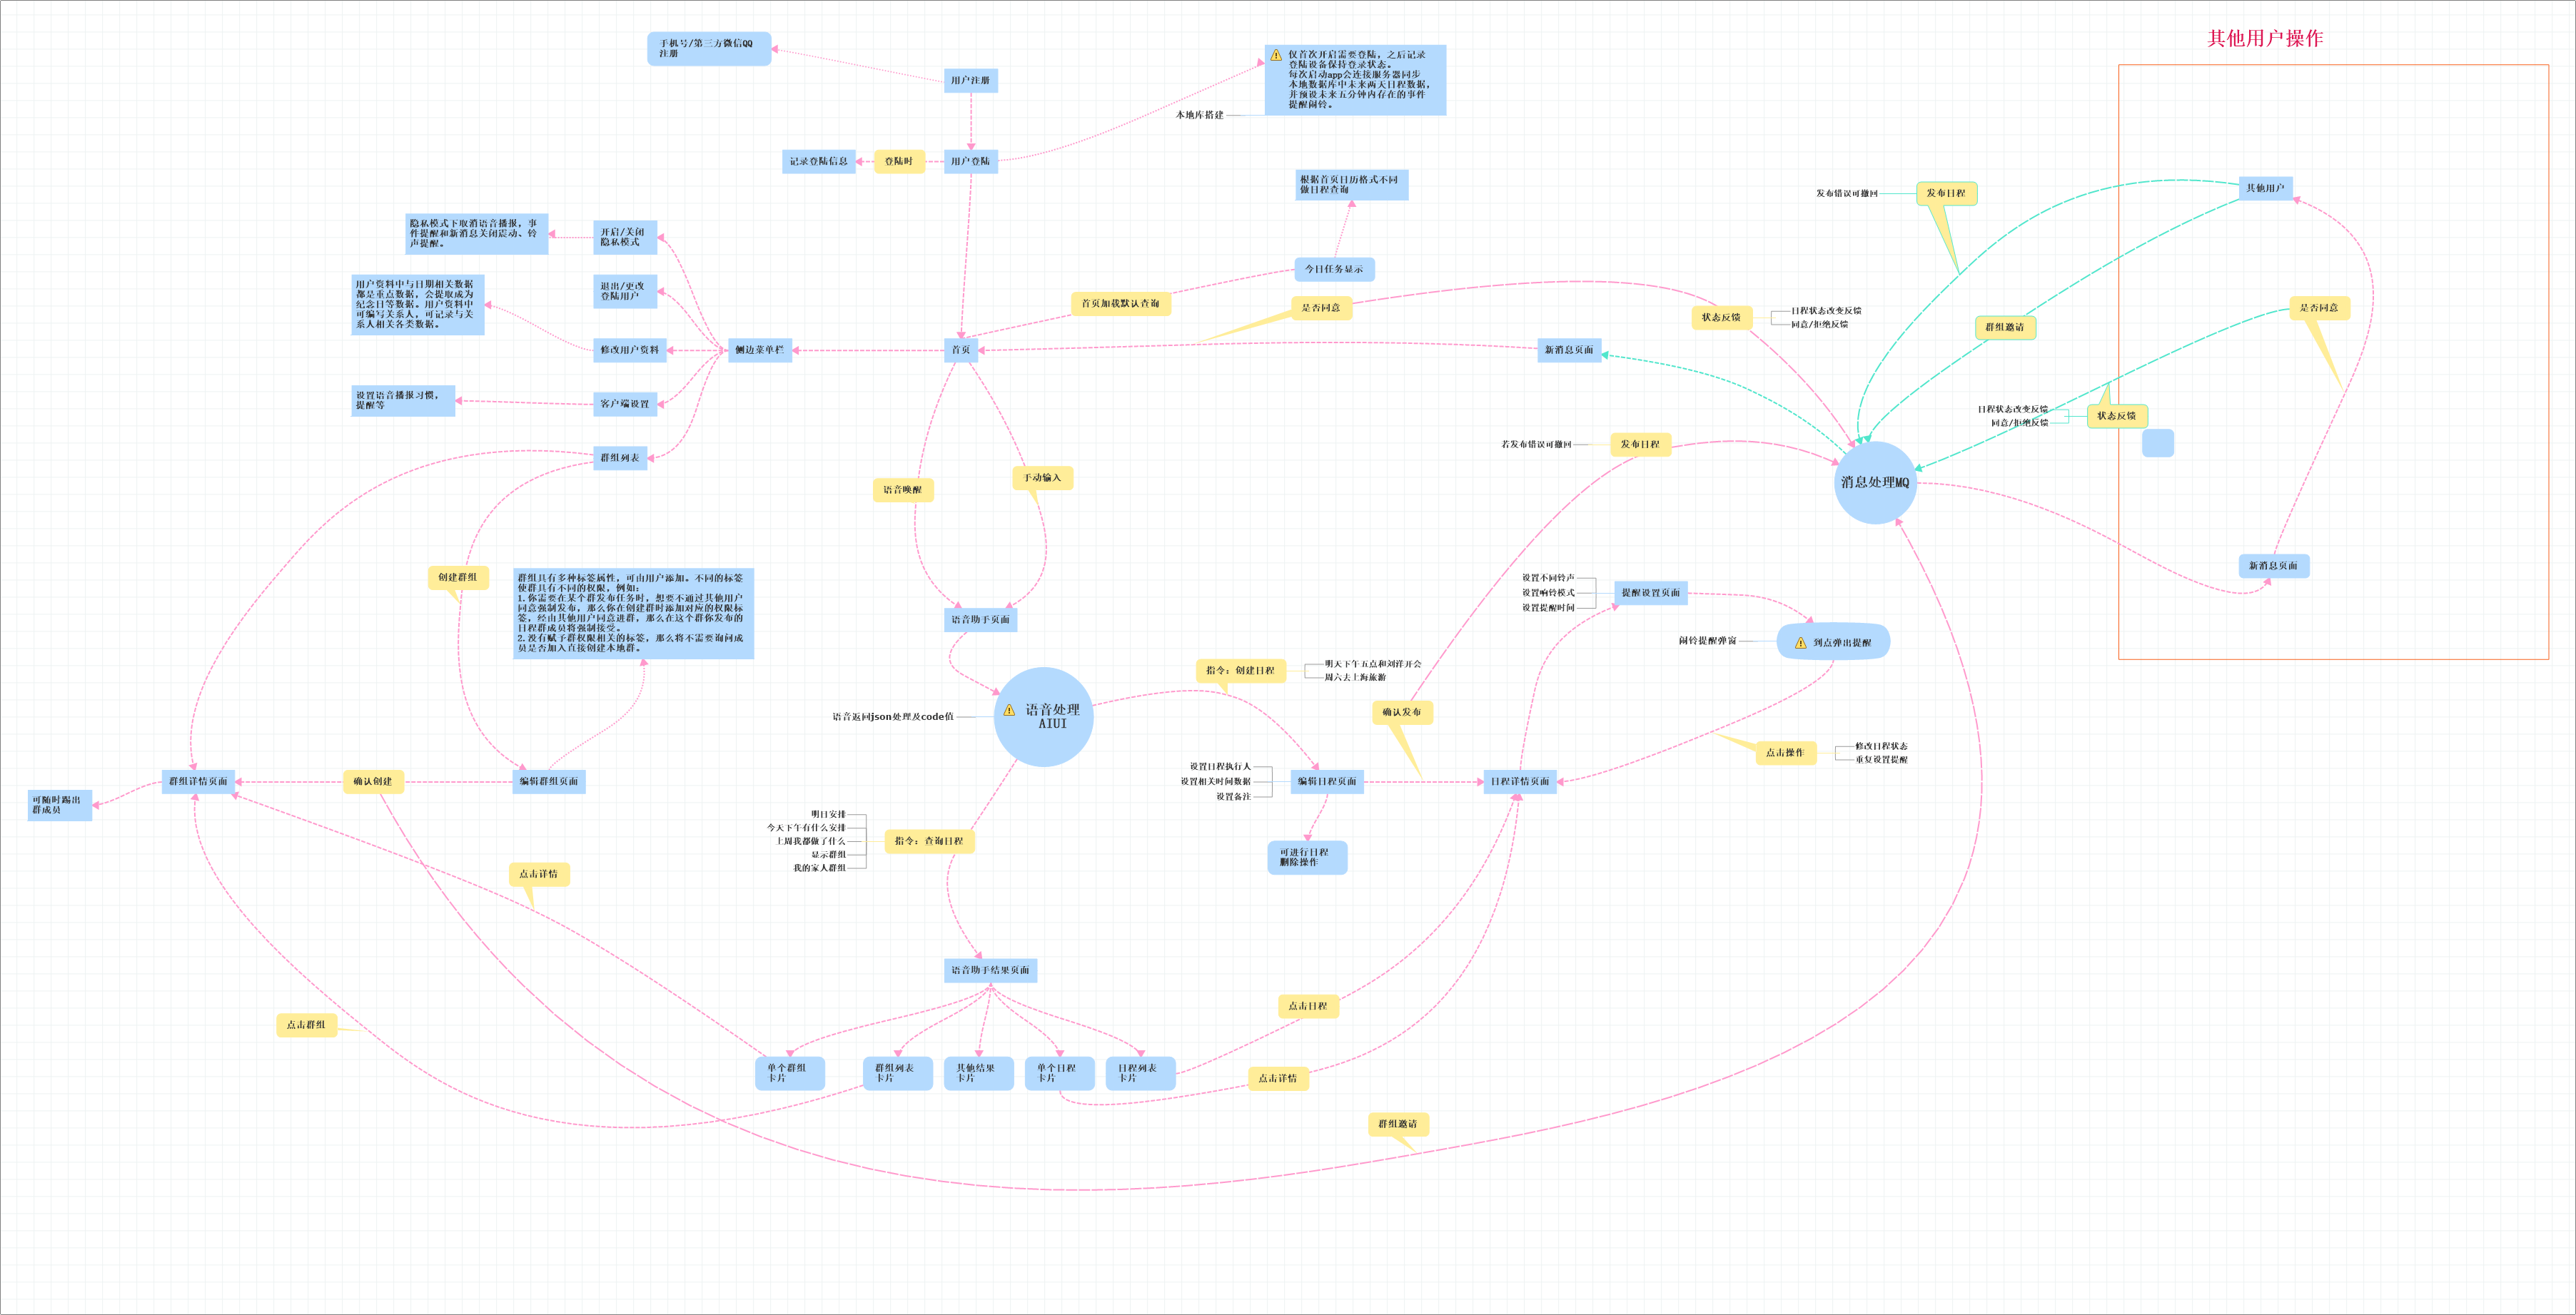 其他用户操作
手机号/第三方微信QQ
注册
用户注册
仅首次开启需要登陆，之后记录
登陆设备保持登录状态。
每次启动app会连接服务器同步
本地数据库中未来两天日程数据，
并预设未来五分钟内存在的事件
提醒闹铃。
本地库搭建
记录登陆信息
登陆时
用户登陆
根据首页日历格式不同
做日程查询
发布错误可撤回
发布日程
其他用户
隐私模式下取消语音播报，事
件提醒和新消息关闭震动、铃
声提醒。
开启/关闭
隐私模式
今日任务显示
用户资料中与日期相关数据
都是重点数据，会提取成为
纪念日等数据。用户资料中
可编写关系人，可记录与关
系人相关各类数据。
退出/更改
登陆用户
首页加载默认查询
是否同意
状态反馈
日程状态改变反馈
同意/拒绝反馈
群组邀请
是否同意
修改用户资料
侧边菜单栏
首页
新消息页面
设置语音播报习惯，
提醒等
客户端设置
日程状态改变反馈
同意/拒绝反馈
状态反馈
群组列表
若发布错误可撤回
发布日程
语音唤醒
手动输入
消息处理MQ
创建群组
群组具有多种标签属性，可由用户添加。不同的标签
使群具有不同的权限，例如：
1.你需要在某个群发布任务时，想要不通过其他用户
同意强制发布，那么你在创建群时添加对应的权限标
签，经由其他用户同意进群，那么在这个群你发布的
日程群成员将强制接受。
2.没有赋予群权限相关的标签，那么将不需要询问成
员是否加入直接创建本地群。
新消息页面
设置不同铃声
设置响铃模式
设置提醒时间
提醒设置页面
语音助手页面
闹铃提醒弹窗
到点弹出提醒
指令：创建日程
明天下午五点和刘洋开会
周六去上海旅游
语音返回json处理及code值
语音处理
AIUI
确认发布
点击操作
修改日程状态
重复设置提醒
群组详情页面
确认创建
编辑群组页面
设置日程执行人
设置相关时间数据
设置备注
编辑日程页面
日程详情页面
可随时踢出
群成员
明日安排
今天下午有什么安排
上周我都做了什么
显示群组
我的家人群组
指令：查询日程
可进行日程
删除操作
点击详情
语音助手结果页面
点击群组
点击日程
单个群组
卡片
群组列表
卡片
其他结果
卡片
单个日程
卡片
日程列表
卡片
点击详情
群组邀请